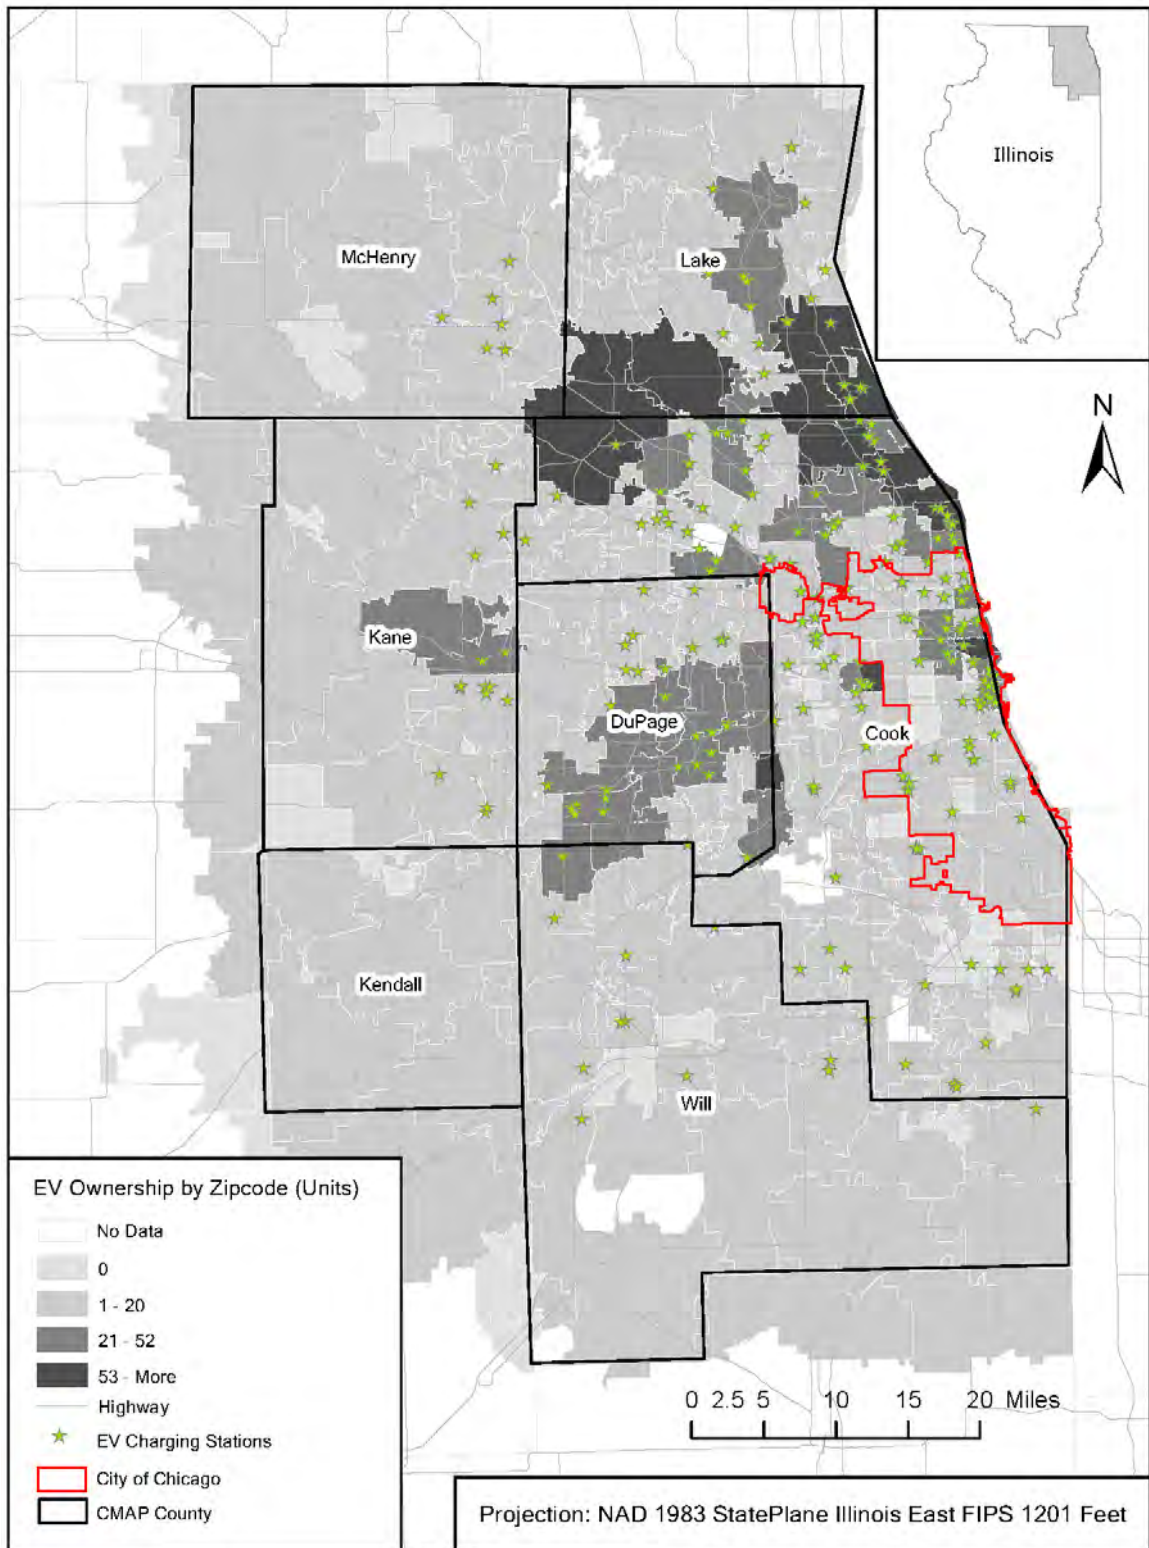 Illinois
McHenry
Lake
N
Kane
DuPage
Cook
Kendall
Will
EV Ownership by Zipcode (Units)
No Data
0
1 - 20
21 - 52
53 - More
Highway
EV Charging Stations
City of Chicago
CMAP County
0 2.5 5 10 15 20 Miles
Projection: NAD 1983 StatePlane Illinois East FIPS 1201 Feet